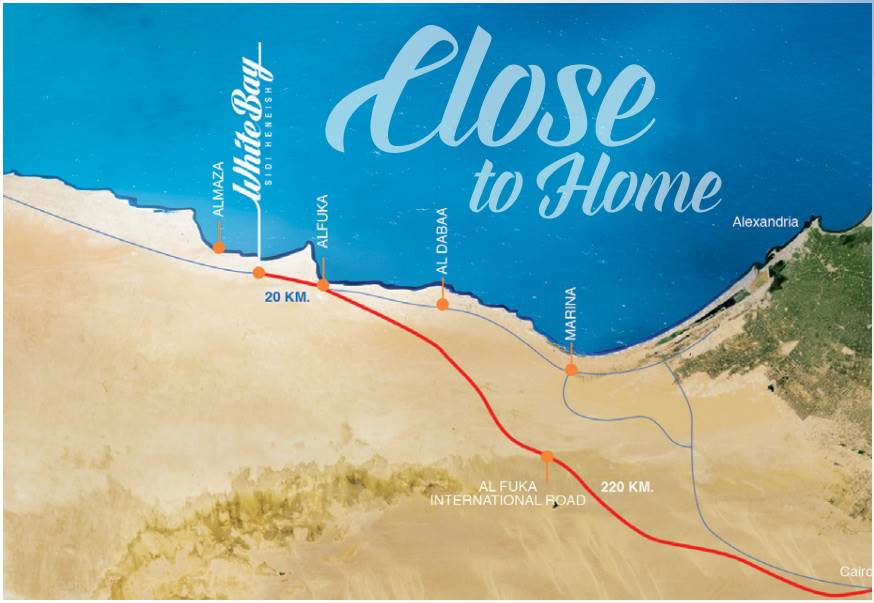 Close
to Home
White Bay
SIDI HENEISH
ALMAZA
ALFUKA
AL DABAA
MARINA
Alexandria
20 KM.
AL FUKA
INTERNATIONAL ROAD
220 KM.
Cairo